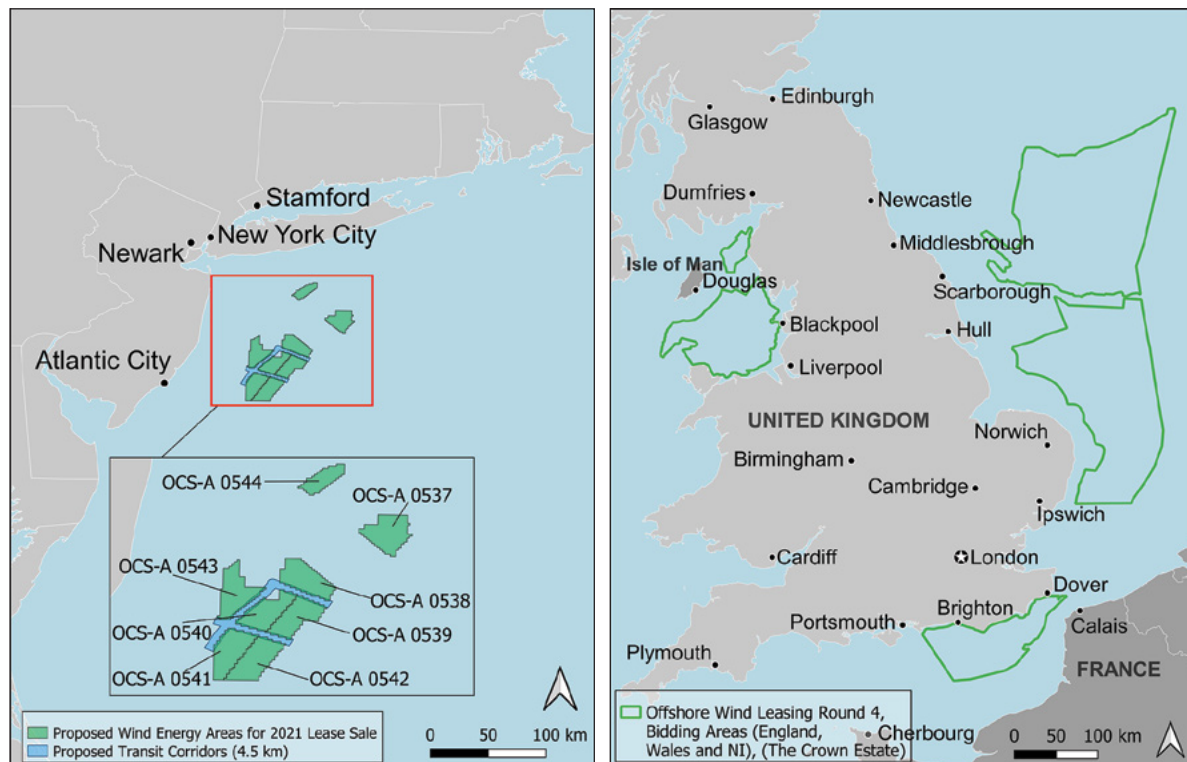 Stamford
New York City
Newark
Atlantic City
OCS-A 0544
OCS-A 0537
OCS-A 0543
OCS-A 0538
OCS-A 0540
OCS-A 0539
OCS-A 0541
OCS-A 0542
Proposed Wind Energy Areas for 2021 Lease Sale
Proposed Transit Corridors (4.5 km)
0 50 100 km
Edinburgh
Glasgow
Dumfries
Newcastle
Middlesbrough
Isle of Man
Douglas
Scarborough
Blackpool
Hull
Liverpool
UNITED KINGDOM
Norwich
Birmingham
Cambridge
Ipswich
Cardiff
London
Dover
Brighton
Portsmouth
Calais
Plymouth
FRANCE
Offshore Wind Leasing Round 4,
Bidding Areas (England,
Wales and NI), (The Crown Estate)
Cherbourg
0 50 100 km